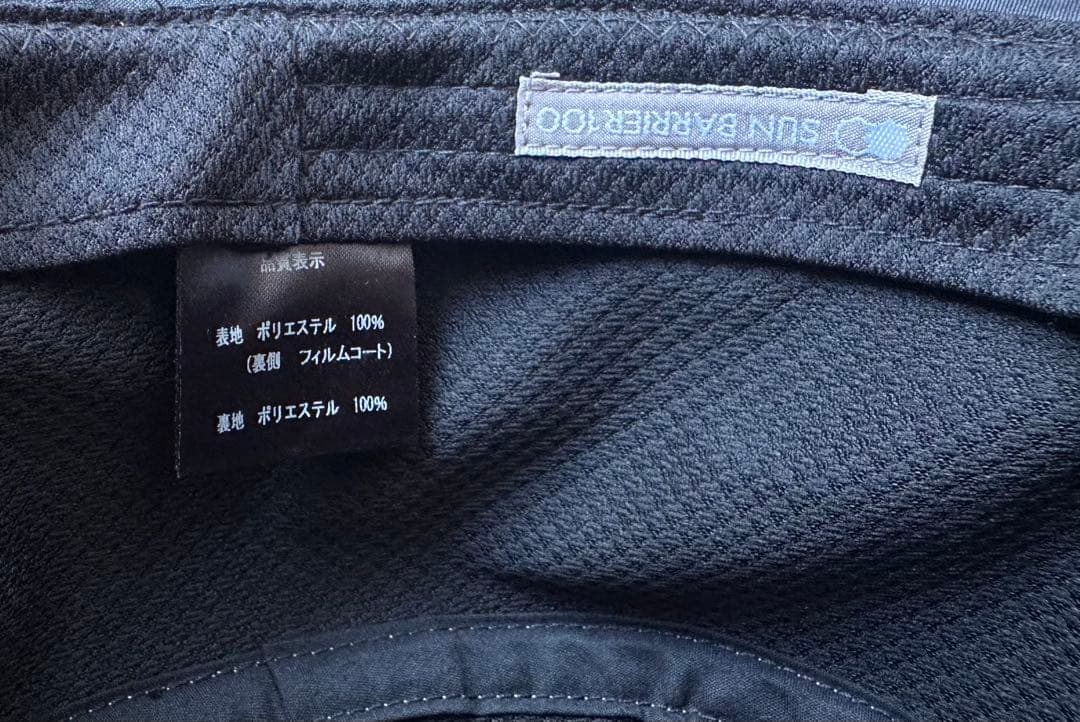 SUN BARRIER100
品質表示
表地 ポリエステル 100%
(裏側 フィルムコート)
裏地 ポリエステル 100%